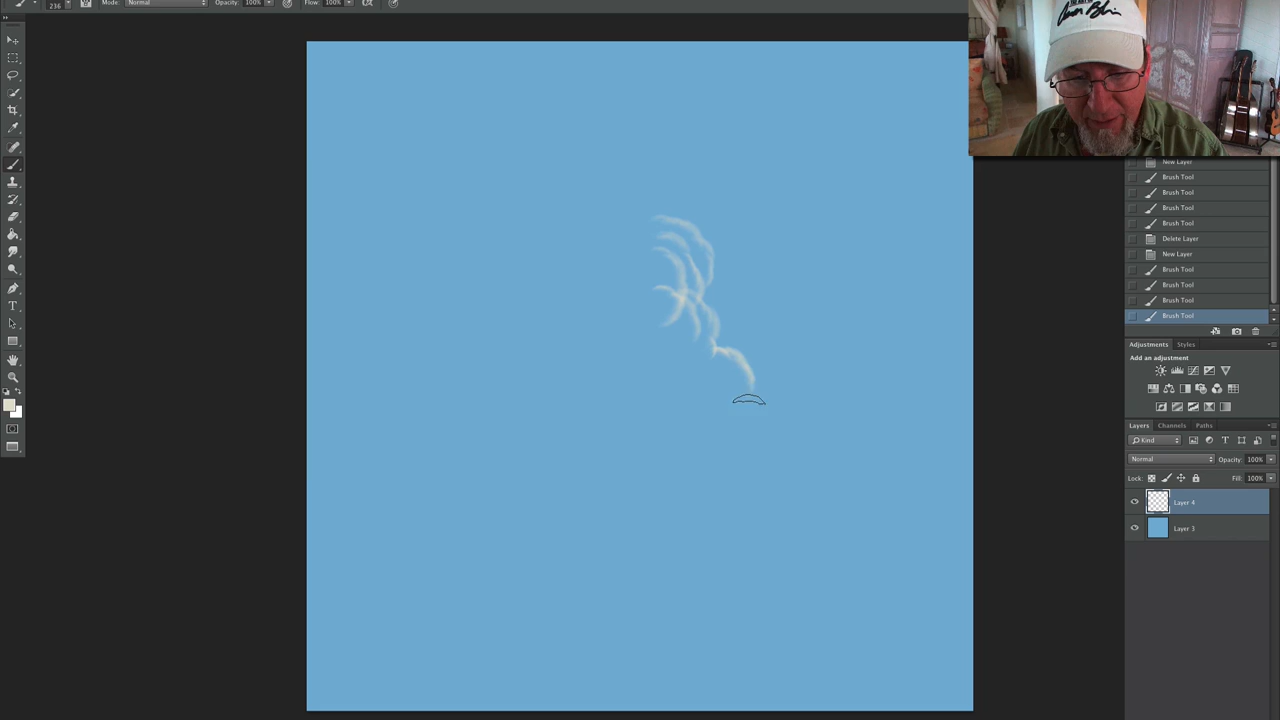 236 Mode: Normal Opacity: 100% Flow: 100%
New Layer
Brush Tool
Brush Tool
Brush Tool
Brush Tool
Delete Layer
New Layer
Brush Tool
Brush Tool
Brush Tool
Brush Tool
Adjustments Styles
Add an adjustment
Layers Channels Paths
Kind
Normal Opacity: 100%
Lock: Fill: 100%
Layer 4
Layer 3